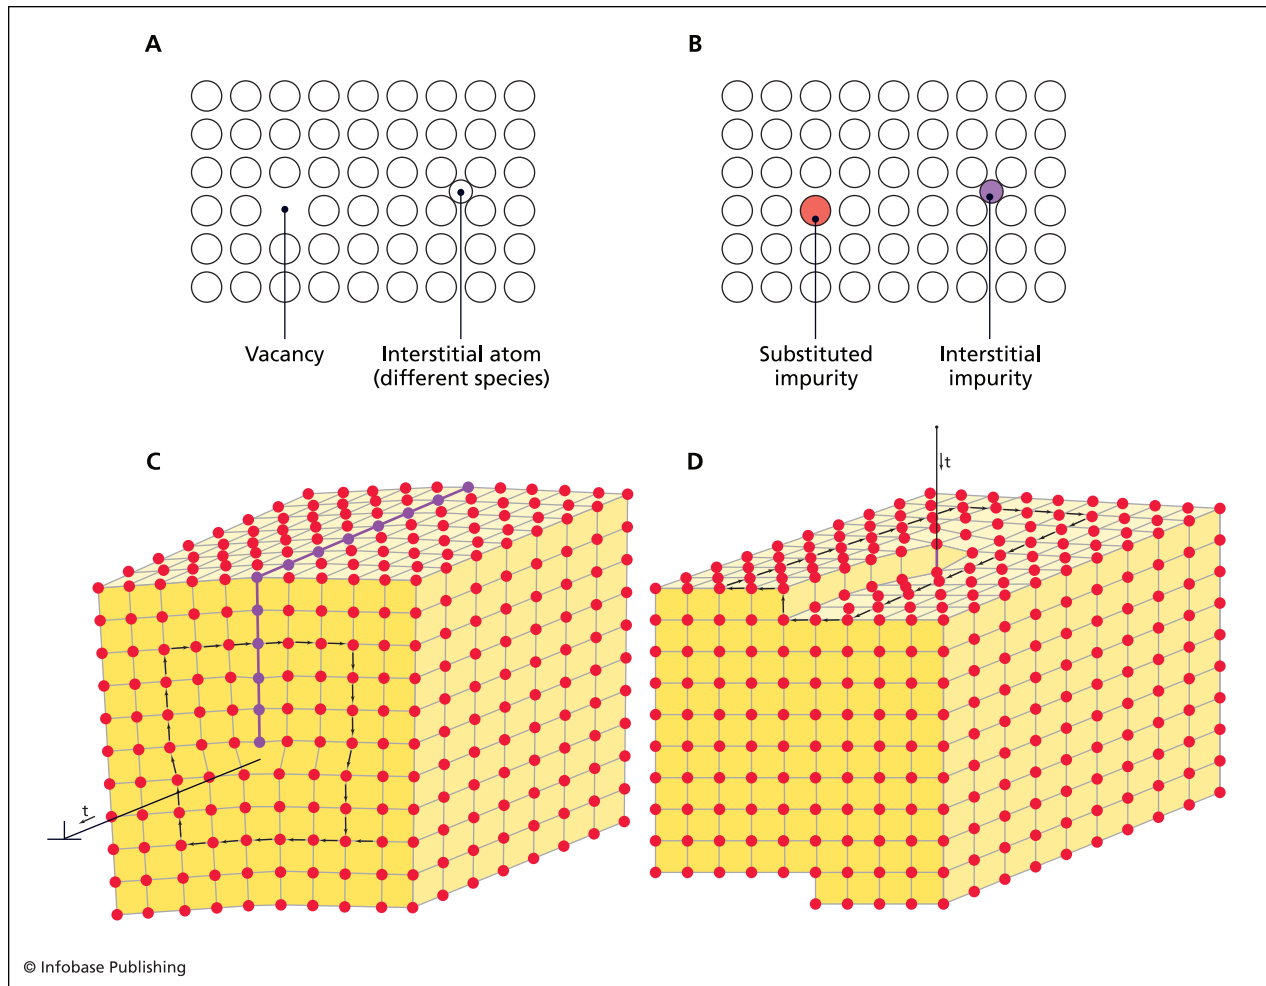 A
B
Vacancy
Interstitial atom
(different species)
Substituted
impurity
Interstitial
impurity
C
D
t
t
© Infobase Publishing